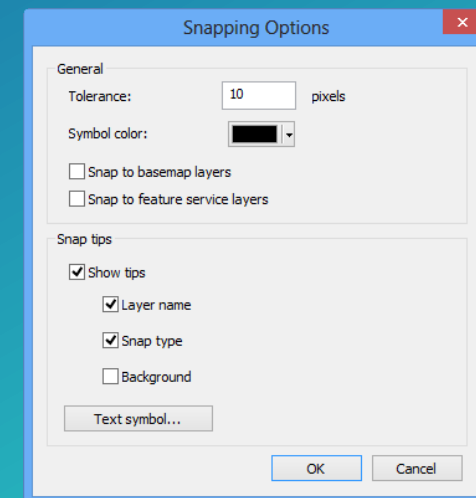 Snapping Options
General
Tolerance: 10 pixels
Symbol color:
Snap to basemap layers
Snap to feature service layers
Snap tips
Show tips
Layer name
Snap type
Background
Text symbol...
OK Cancel